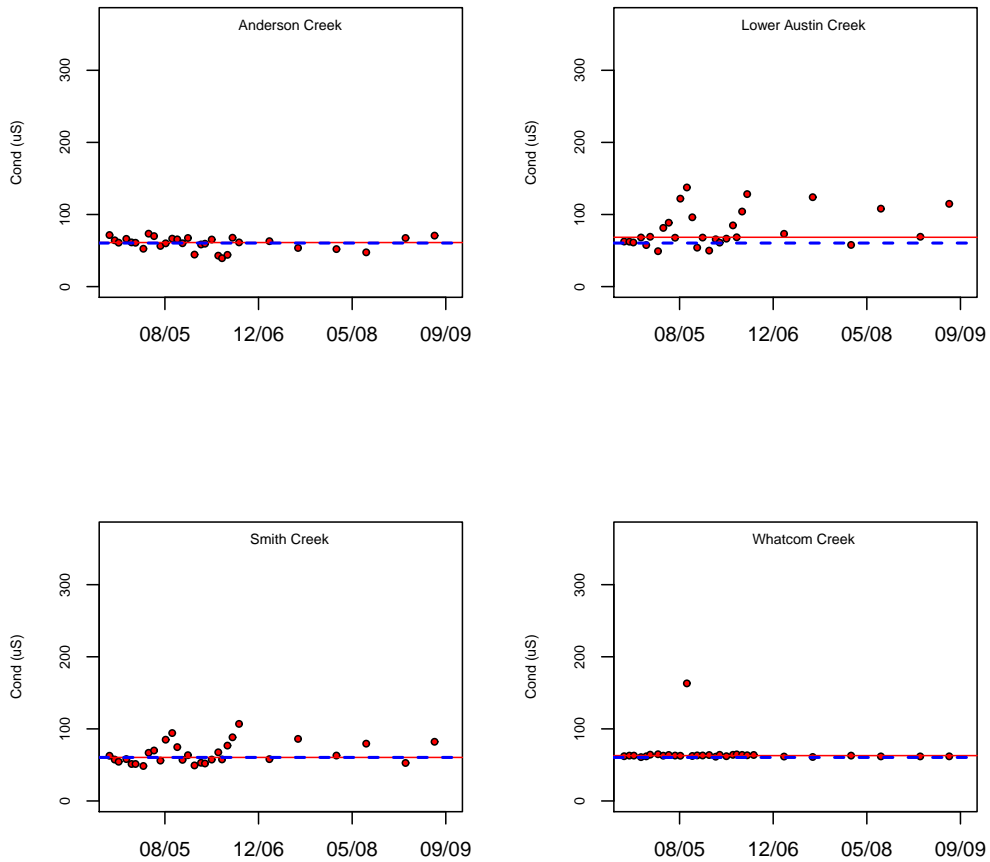 Anderson Creek
Cond (uS)
300
200
100
0
08/05 12/06 05/08 09/09
Lower Austin Creek
Cond (uS)
300
200
100
0
08/05 12/06 05/08 09/09
Smith Creek
Cond (uS)
300
200
100
0
08/05 12/06 05/08 09/09
Whatcom Creek
Cond (uS)
300
200
100
0
08/05 12/06 05/08 09/09